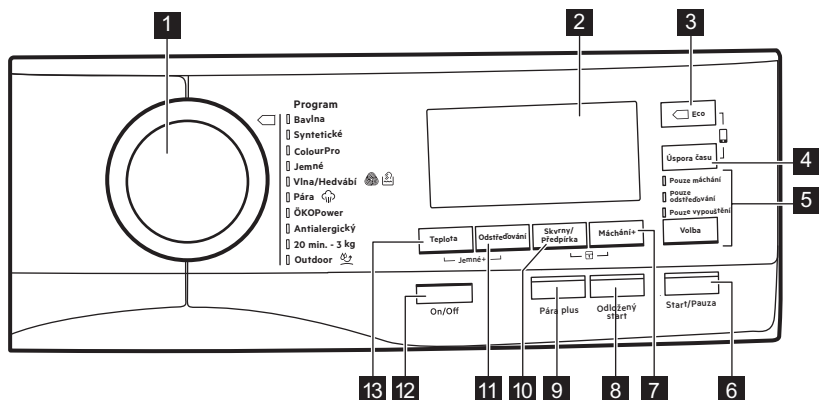 1
2
3
Program
Bavlna
Syntetické
ColourPro
Jemné
Vlna/Hedvábí
Pára
ÖKOPower
Antialergický
20 min. - 3 kg
Outdoor
Eco
Úspora času
4
Pouze máchání
Pouze
odstřeďování
Pouze vypouštění
5
Volba
Teplota
Odstřeďování
Skvrny/
Předpírka
Máchání+
Jemné+
On/Off
Pára plus
Odložený
start
Start/Pauza
13
12
11
10
9
8
7
6